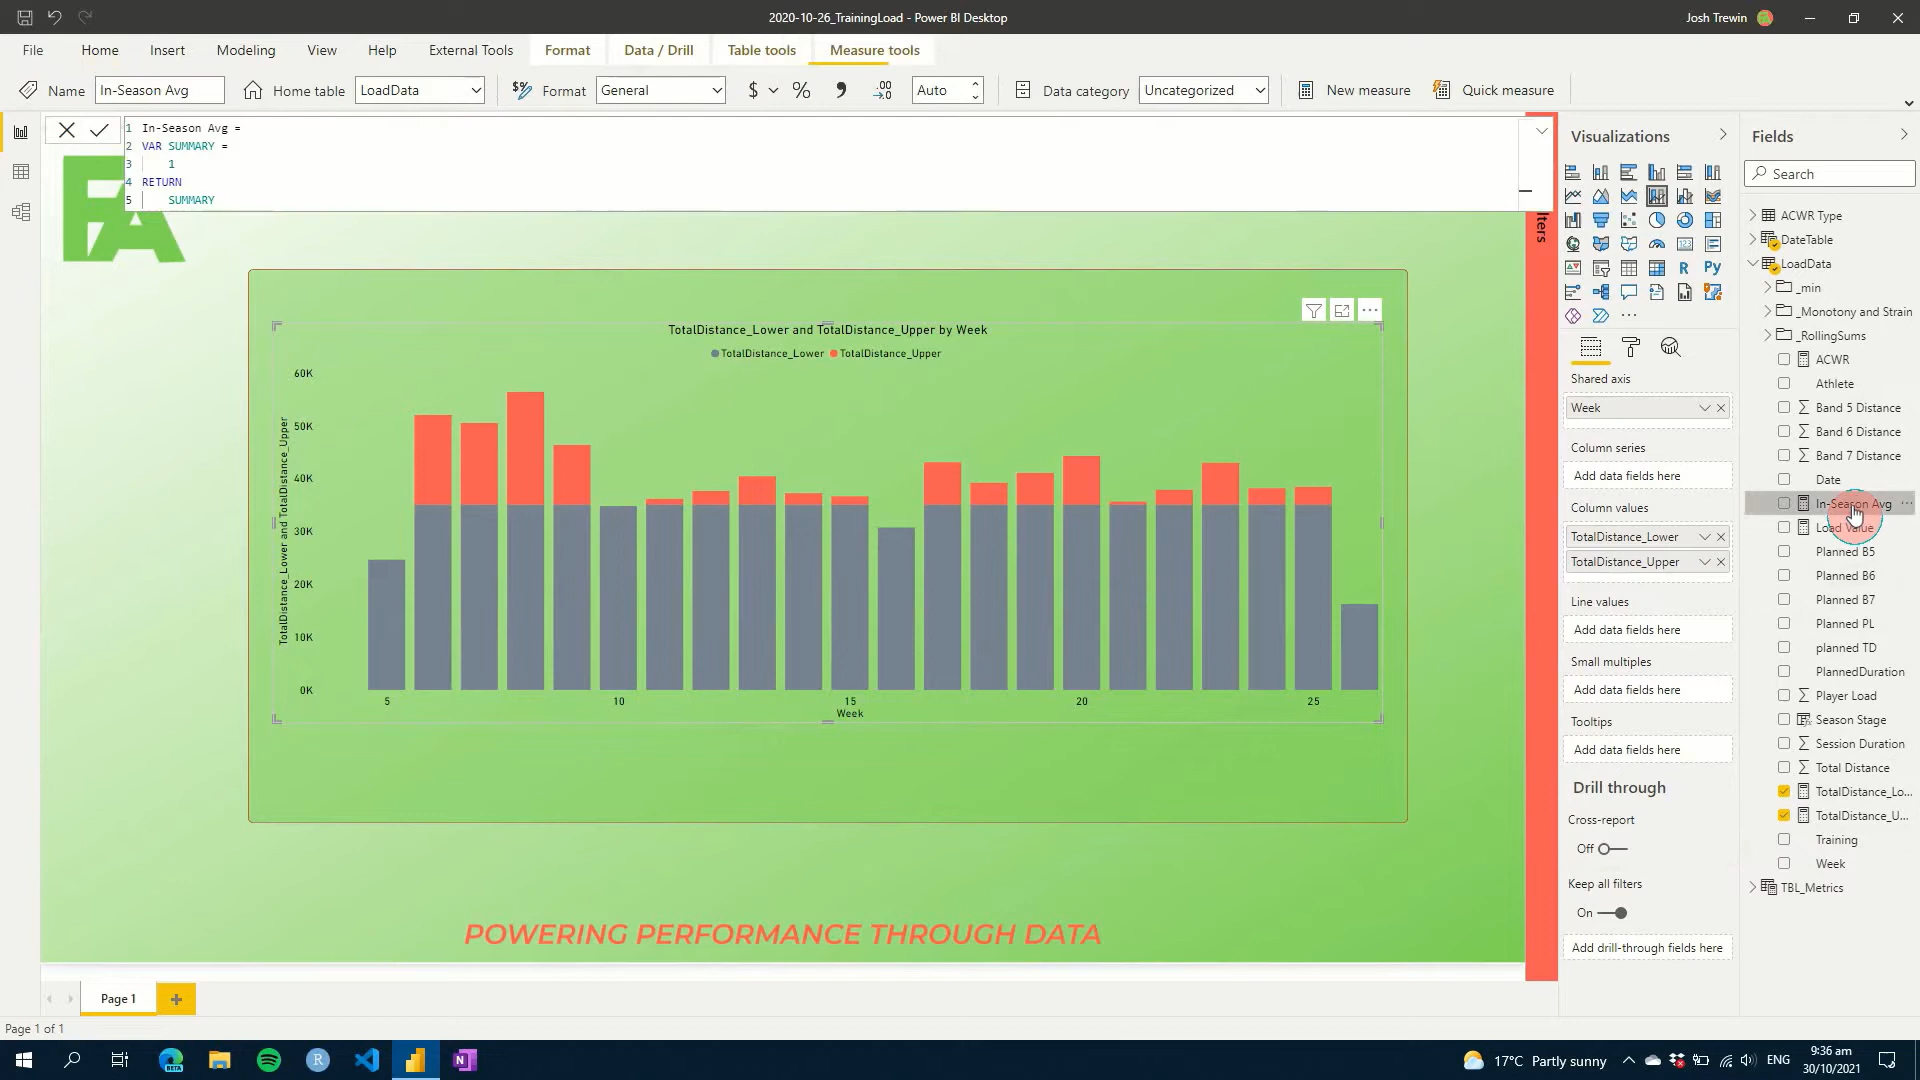 2020-10-26_TrainingLoad - Power BI Desktop
Josh Trewin
File Home Insert Modeling View Help External Tools Format Data / Drill Table tools Measure tools
Name In-Season Avg Home table LoadData Format General $ % , .00 Auto Data category Uncategorized New measure Quick measure
1 In-Season Avg =
2 VAR SUMMARY =
3 1
4 RETURN
5 SUMMARY
FA
lters
TotalDistance_Lower and TotalDistance_Upper by Week
TotalDistance_Lower TotalDistance_Upper
TotalDistance_Lower and TotalDistance_Upper
60K
50K
40K
30K
20K
10K
0K
5 10 15 20 25
Week
POWERING PERFORMANCE THROUGH DATA
Visualizations
R Py
123
Shared axis
Week
Column series
Add data fields here
Column values
TotalDistance_Lower
TotalDistance_Upper
Line values
Add data fields here
Small multiples
Add data fields here
Tooltips
Add data fields here
Drill through
Cross-report
Off
Keep all filters
On
Add drill-through fields here
Fields
Search
ACWR Type
DateTable
LoadData
_min
_Monotony and Strain
_RollingSums
ACWR
Athlete
Band 5 Distance
Band 6 Distance
Band 7 Distance
Date
In-Season Avg
Load Value
Planned B5
Planned B6
Planned B7
Planned PL
planned TD
PlannedDuration
Player Load
Season Stage
Session Duration
Total Distance
TotalDistance_Lo...
TotalDistance_U...
Training
Week
TBL_Metrics
Page 1
Page 1 of 1
BETA
R
N
17°C Partly sunny
ENG
9:36 am
30/10/2021